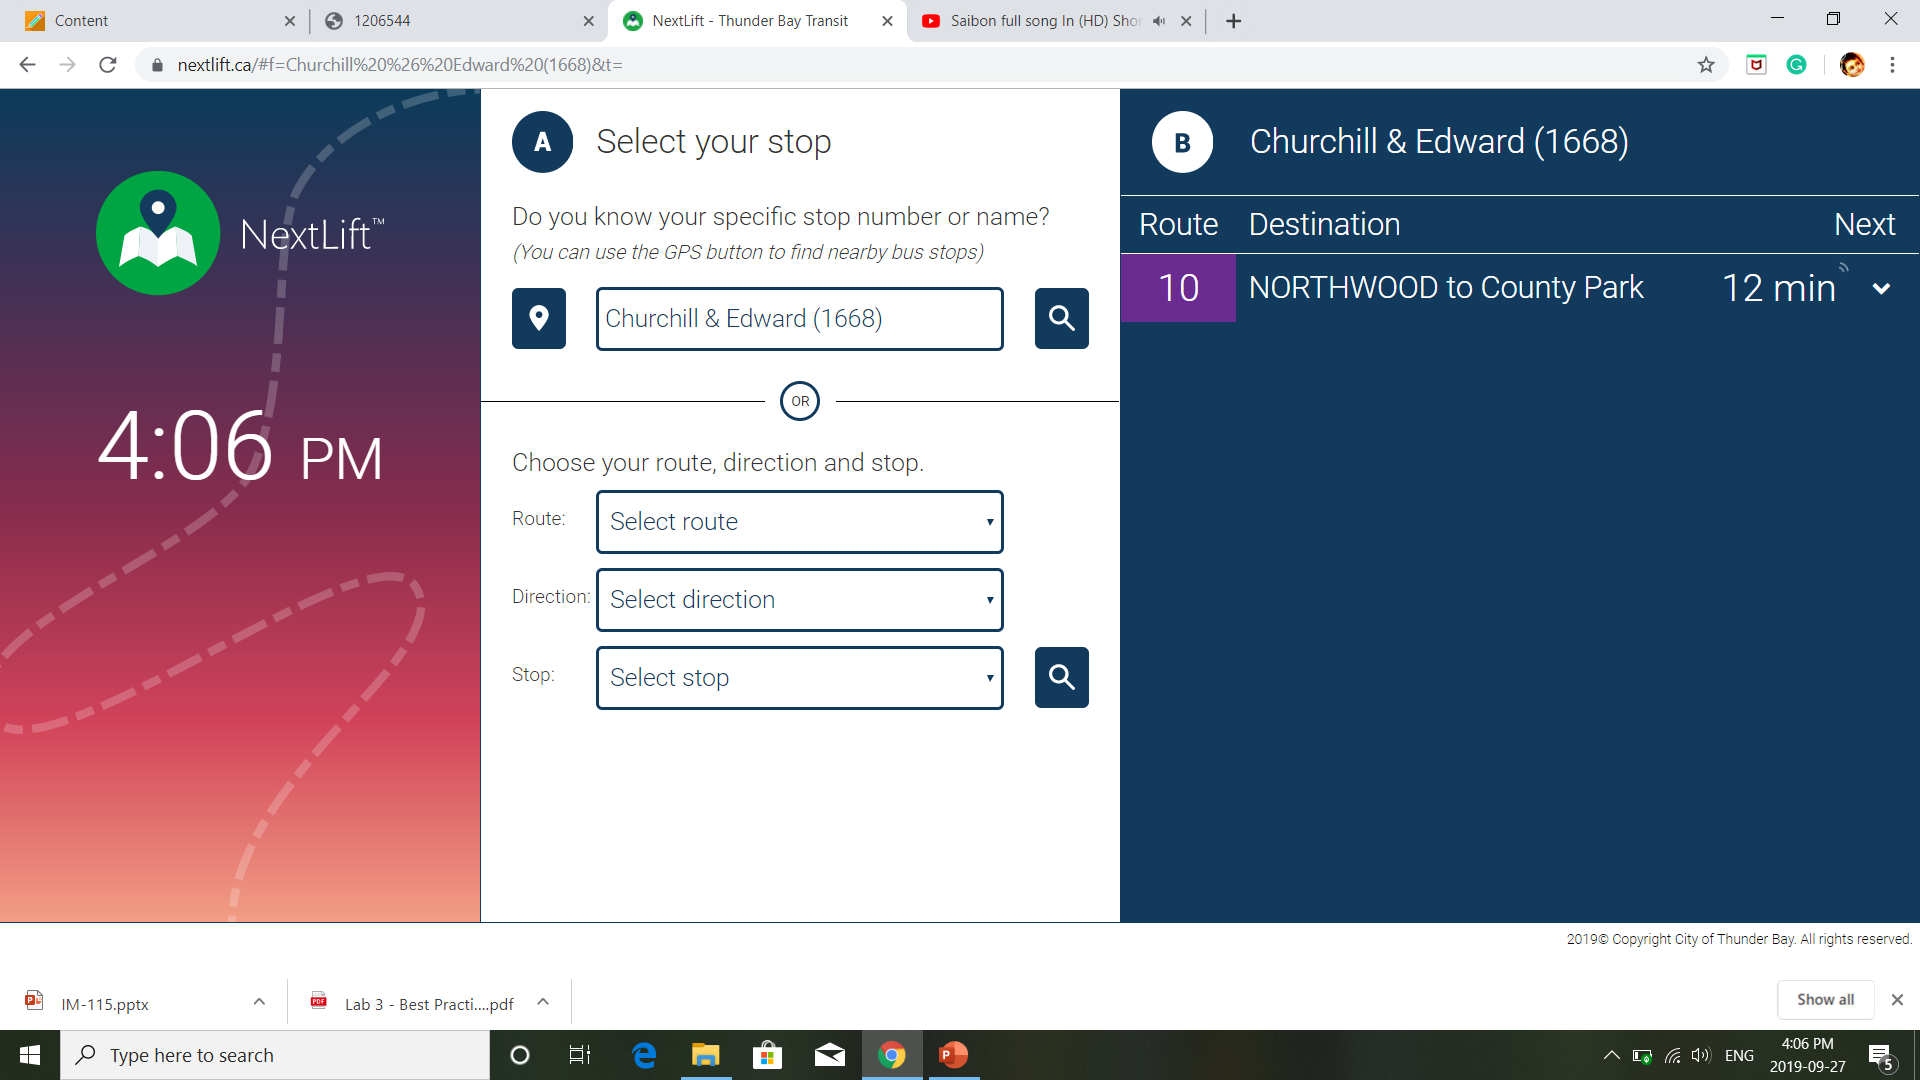 Content
1206544
NextLift - Thunder Bay Transit
Saibon full song In (HD) Shor
nextlift.ca/#f=Churchill%20%26%20Edward%20(1668)&t=
NextLift™
4:06 PM
A Select your stop
Do you know your specific stop number or name?
(You can use the GPS button to find nearby bus stops)
Churchill & Edward (1668)
OR
Choose your route, direction and stop.
Route: Select route
Direction: Select direction
Stop: Select stop
B Churchill & Edward (1668)
Route Destination Next
10 NORTHWOOD to County Park 12 min
2019© Copyright City of Thunder Bay. All rights reserved.
IM-115.pptx
PDF
Lab 3 - Best Practi....pdf
Show all
Type here to search
P
ENG
4:06 PM
2019-09-27
5